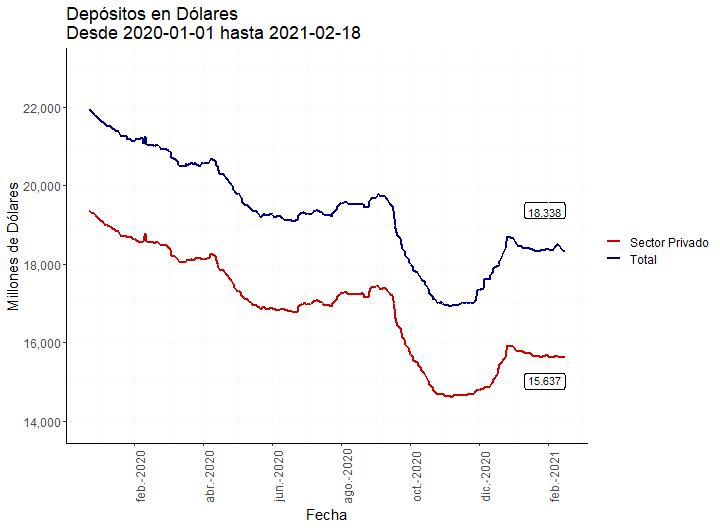 Depósitos en Dólares
Desde 2020-01-01 hasta 2021-02-18
Millones de Dólares
22,000
20,000
18,000
16,000
14,000
18.338
15.637
Sector Privado
Total
feb.-2020
abr.-2020
jun.-2020
ago.-2020
oct.-2020
dic.-2020
feb.-2021
Fecha